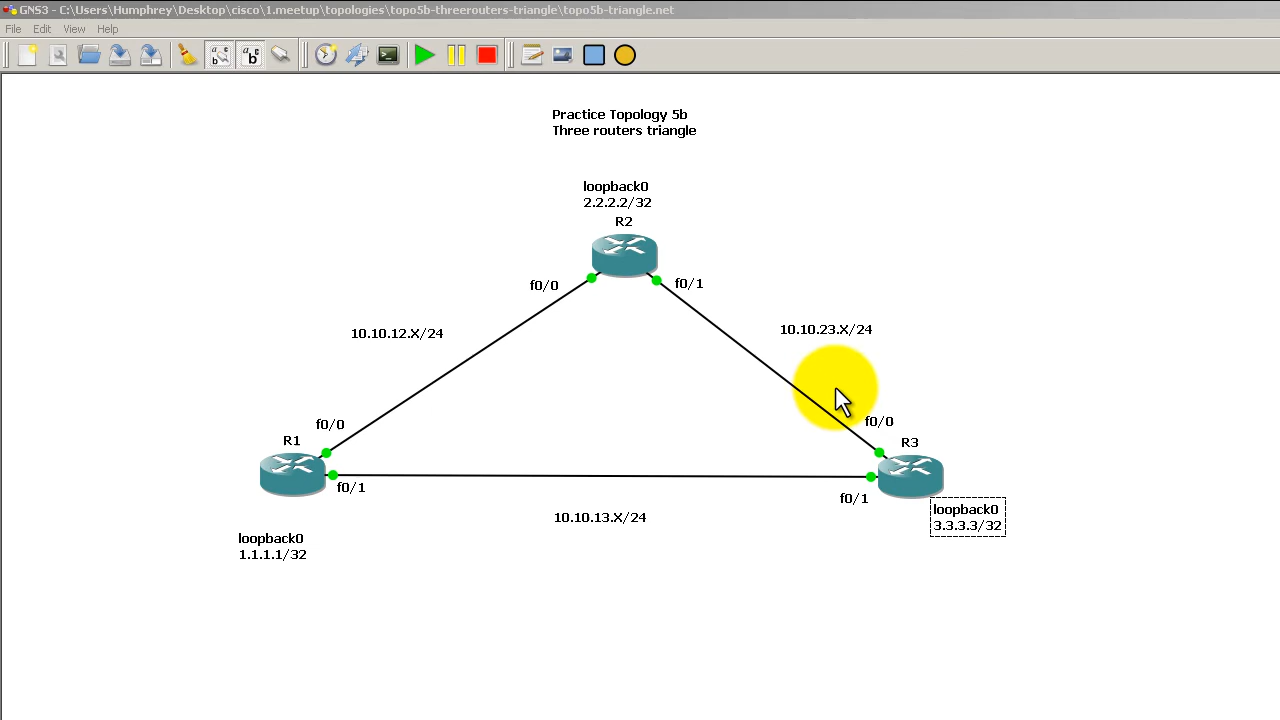 GNS3 - C:\Users\Humphrey\Desktop\cisco\1.meetup\topologies\topo5b-threerouters-triangle\topo5b-triangle.net
File Edit View Help
Practice Topology 5b
Three routers triangle
loopback0
2.2.2.2/32
R2
f0/0
f0/1
10.10.12.X/24
10.10.23.X/24
f0/0
f0/0
R1
R3
f0/1
f0/1
loopback0
3.3.3.3/32
10.10.13.X/24
loopback0
1.1.1.1/32